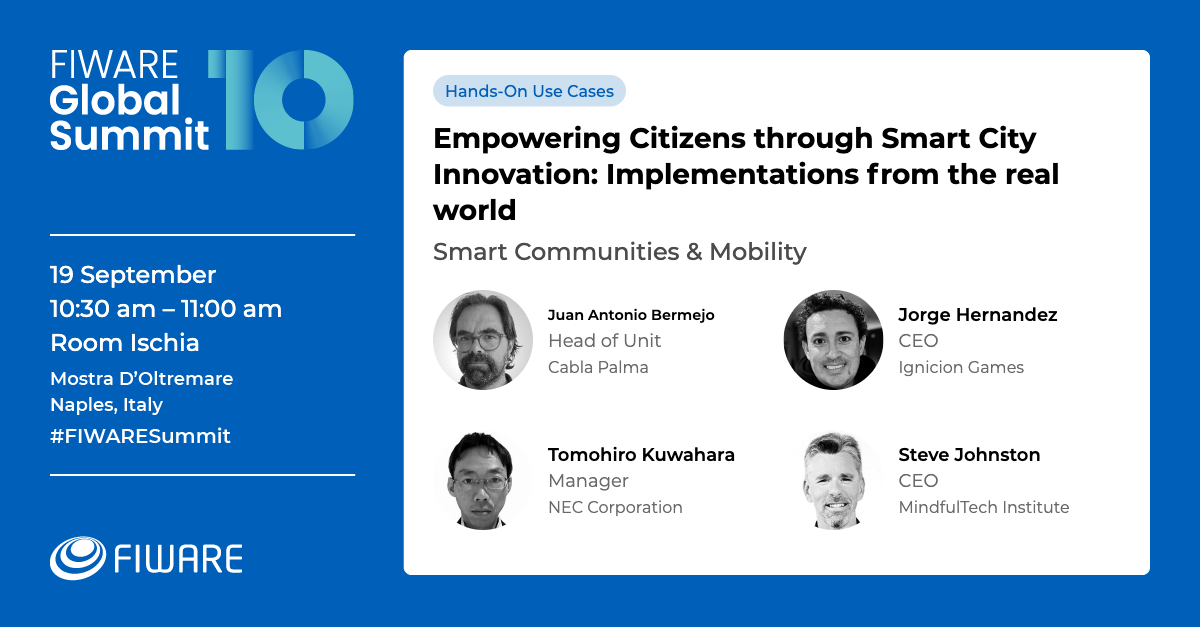 FIWARE
Global
Summit
10
19 September
10:30 am – 11:00 am
Room Ischia
Mostra D’Oltremare
Naples, Italy
#FIWARESummit
FIWARE
Hands-On Use Cases
Empowering Citizens through Smart City
Innovation: Implementations from the real
world
Smart Communities & Mobility
Juan Antonio Bermejo
Head of Unit
Cabla Palma
Jorge Hernandez
CEO
Ignicion Games
Tomohiro Kuwahara
Manager
NEC Corporation
Steve Johnston
CEO
MindfulTech Institute